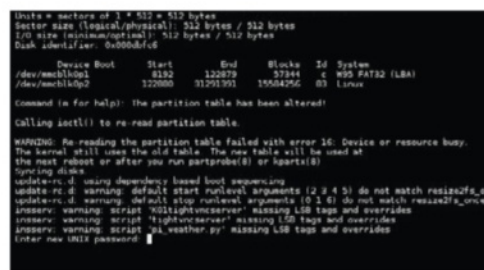 Units = sectors of 1 * 512 = 512 bytes
Sector size (logical/physical): 512 bytes / 512 bytes
I/O size (minimum/optimal): 512 bytes / 512 bytes
Disk identifier: 0x000dbfc6
Device Boot Start End Blocks Id System
/dev/mmcblk0p1 8192 122879 57344 c W95 FAT32 (LBA)
/dev/mmcblk0p2 122880 31291391 15584256 83 Linux
Command (m for help): The partition table has been altered!
Calling ioctl() to re-read partition table.
WARNING: Re-reading the partition table failed with error 16: Device or resource busy.
The kernel still uses the old table. The new table will be used at
the next reboot or after you run partprobe(8) or kpartx(8)
Syncing disks.
update-rc.d: using dependency based boot sequencing
update-rc.d: warning: default start runlevel arguments (2 3 4 5) do not match resize2fs_o
update-rc.d: warning: default stop runlevel arguments (0 1 6) do not match resize2fs_once
insserv: warning: script 'K01tightvncserver' missing LSB tags and overrides
insserv: warning: script 'tightvncserver' missing LSB tags and overrides
insserv: warning: script 'pi_weather.py' missing LSB tags and overrides
Enter new UNIX password: